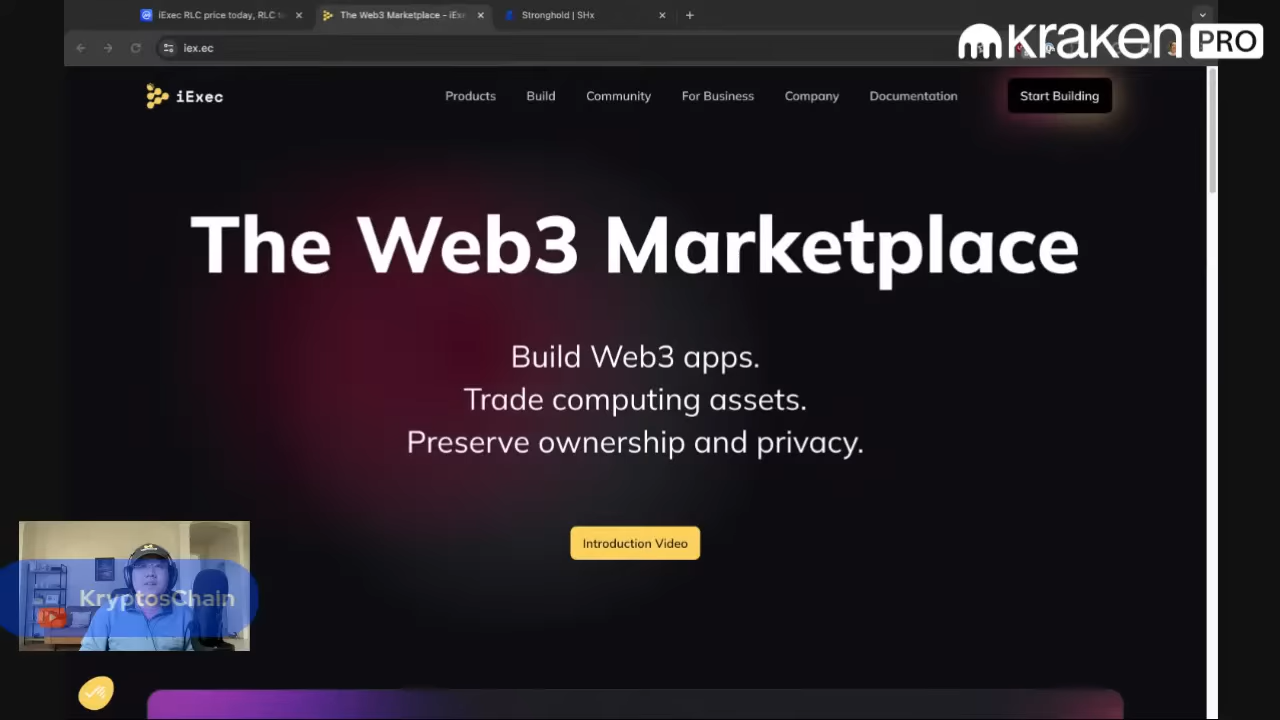 iExec RLC price today, RLC t
The Web3 Marketplace - iExe
Stronghold | SHx
iex.ec
kraken PRO
iExec
Products
Build
Community
For Business
Company
Documentation
Start Building
The Web3 Marketplace
Build Web3 apps.
Trade computing assets.
Preserve ownership and privacy.
Introduction Video
KryptosChain